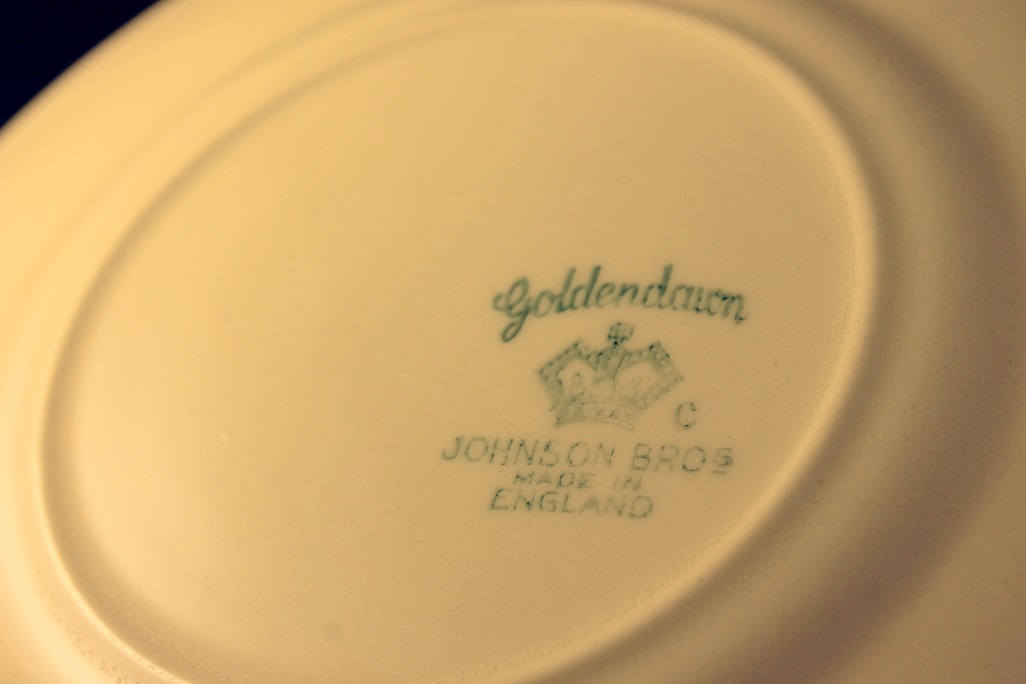 Goldendawn
C
JOHNSON BROS
MADE IN
ENGLAND